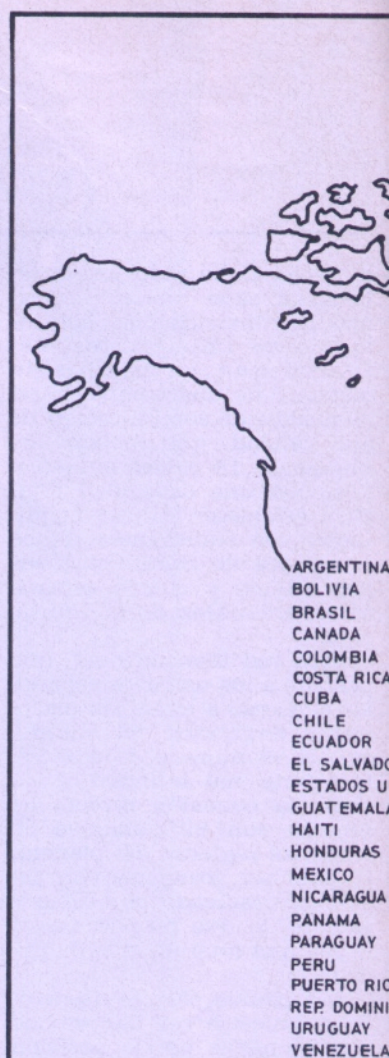 ARGENTINA
BOLIVIA
BRASIL
CANADA
COLOMBIA
COSTA RICA
CUBA
CHILE
ECUADOR
EL SALVADO
ESTADOS U
GUATEMALA
HAITI
HONDURAS
MEXICO
NICARAGUA
PANAMA
PARAGUAY
PERU
PUERTO RIC
REP. DOMINI
URUGUAY
VENEZUELA